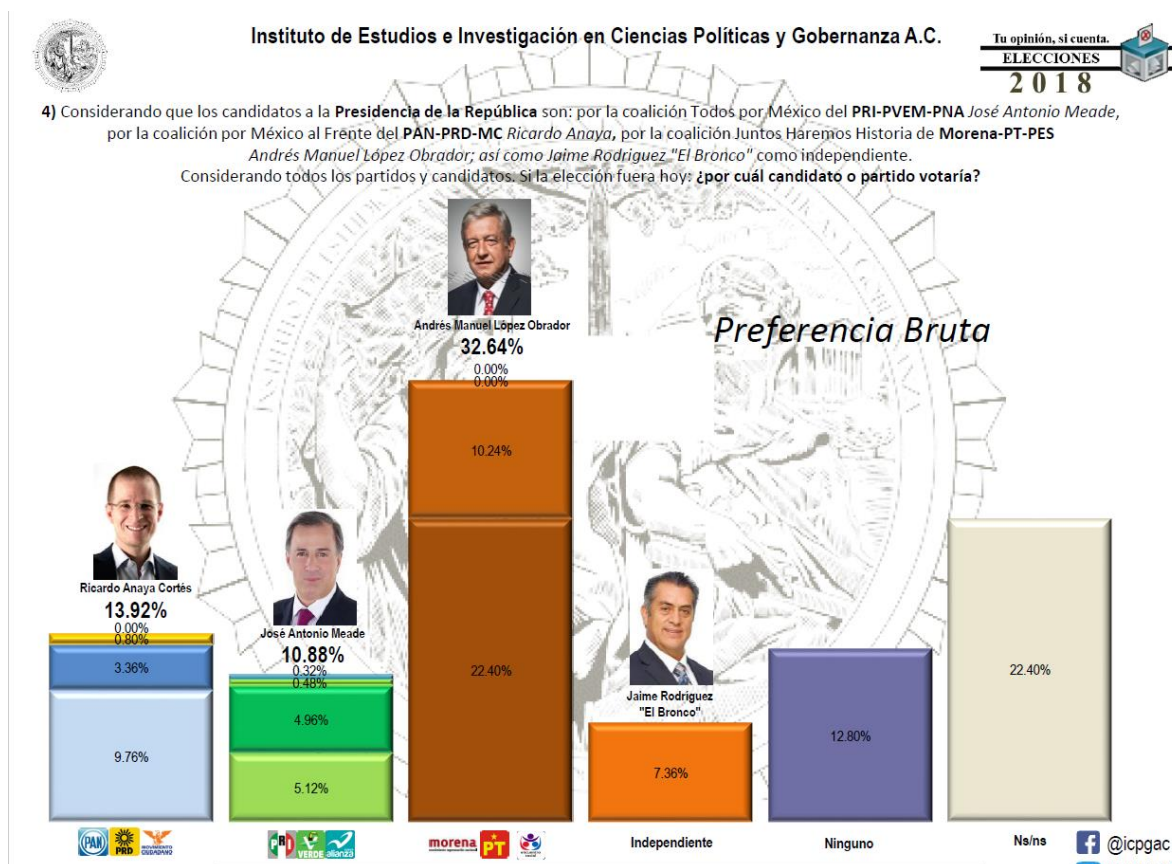 Instituto de Estudios e Investigación en Ciencias Políticas y Gobernanza A.C.
Tu opinión, si cuenta.
ELECCIONES
2018
4) Considerando que los candidatos a la Presidencia de la República son: por la coalición Todos por México del PRI-PVEM-PNA José Antonio Meade,
por la coalición por México al Frente del PAN-PRD-MC Ricardo Anaya, por la coalición Juntos Haremos Historia de Morena-PT-PES
Andrés Manuel López Obrador; así como Jaime Rodriguez "El Bronco" como independiente.
Considerando todos los partidos y candidatos. Si la elección fuera hoy: ¿por cuál candidato o partido votaría?
Preferencia Bruta
Ricardo Anaya Cortés
13.92%
0.00%
0.80%
3.36%
9.76%
José Antonio Meade
10.88%
0.32%
0.48%
4.96%
5.12%
Andrés Manuel López Obrador
32.64%
0.00%
0.00%
10.24%
22.40%
Jaime Rodriguez
"El Bronco"
7.36%
12.80%
22.40%
PAN
PRD
MOVIMIENTO
CIUDADANO
PRD
VERDE
alianza
morena
PT
Independiente
Ninguno
Ns/ns
@icpgac